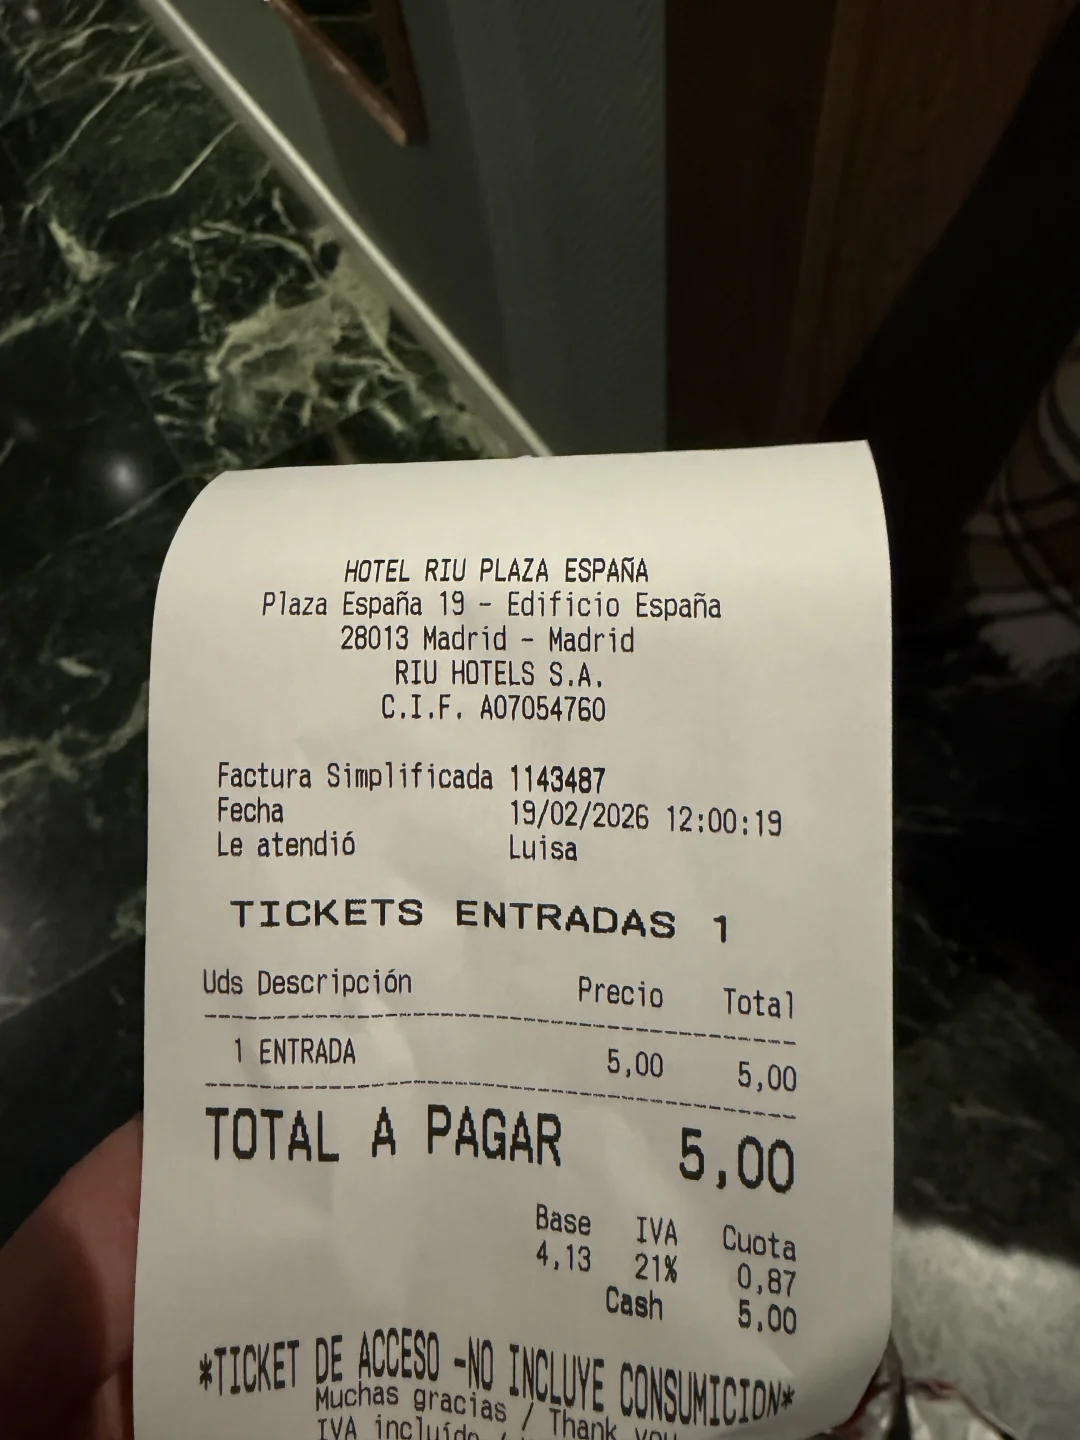 HOTEL RIU PLAZA ESPAÑA
Plaza España 19 - Edificio España
28013 Madrid - Madrid
RIU HOTELS S.A.
C.I.F. A07054760
Factura Simplificada 1143487
Fecha 19/02/2026 12:00:19
Le atendió Luisa
TICKETS ENTRADAS 1
Uds Descripción Precio Total
1 ENTRADA 5,00 5,00
TOTAL A PAGAR 5,00
Base IVA Cuota
4,13 21% 0,87
Cash 5,00
*TICKET DE ACCESO -NO INCLUYE CONSUMICION*
Muchas gracias / Thank you
IVA incluído /